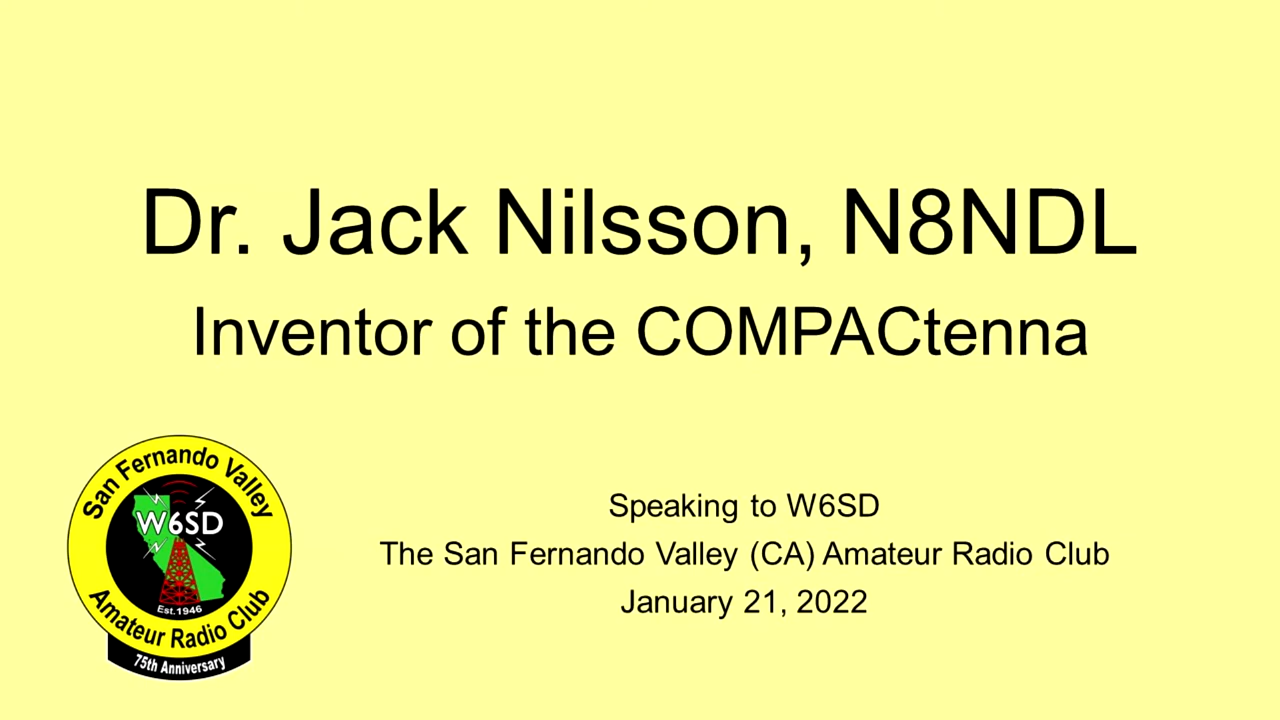 Dr. Jack Nilsson, N8NDL
Inventor of the COMPACtenna
San Fernando Valley
W6SD
Est.1946
Amateur Radio Club
75th Anniversary
Speaking to W6SD
The San Fernando Valley (CA) Amateur Radio Club
January 21, 2022